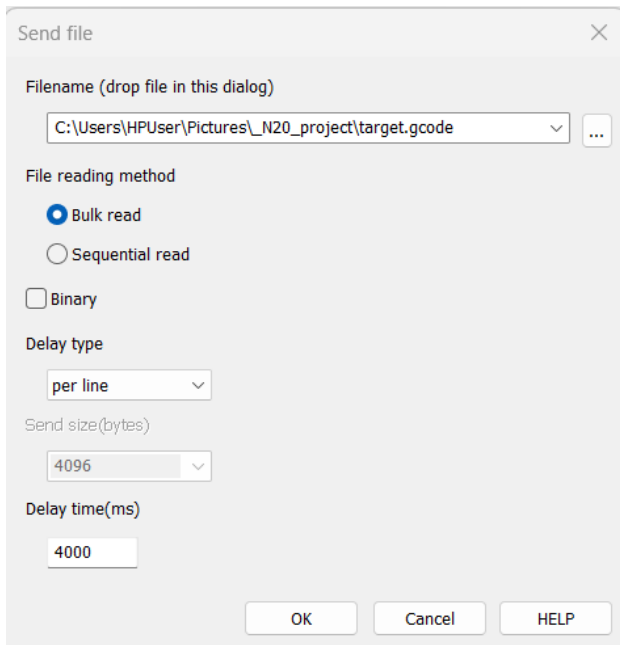 Send file
Filename (drop file in this dialog)
C:\Users\HPUser\Pictures\_N20_project\target.gcode
...
File reading method
Bulk read
Sequential read
Binary
Delay type
per line
Send size(bytes)
4096
Delay time(ms)
4000
OK Cancel HELP